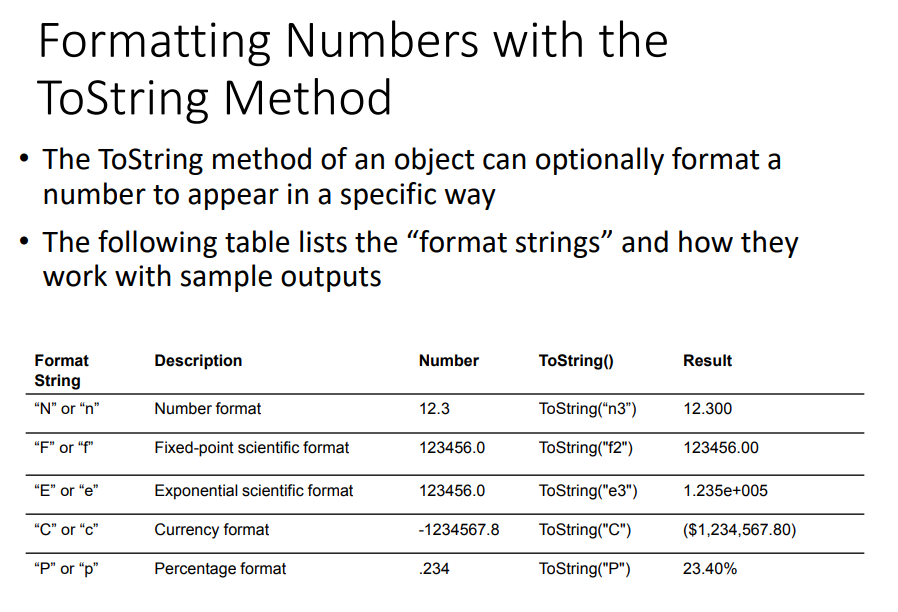 Formatting Numbers with the
ToString Method
• The ToString method of an object can optionally format a
number to appear in a specific way
• The following table lists the “format strings” and how they
work with sample outputs
Format String Description Number ToString() Result
“N” or “n” Number format 12.3 ToString(“n3”) 12.300
“F” or “f” Fixed-point scientific format 123456.0 ToString("f2") 123456.00
“E” or “e” Exponential scientific format 123456.0 ToString("e3") 1.235e+005
“C” or “c” Currency format -1234567.8 ToString("C") ($1,234,567.80)
“P” or “p” Percentage format .234 ToString("P") 23.40%